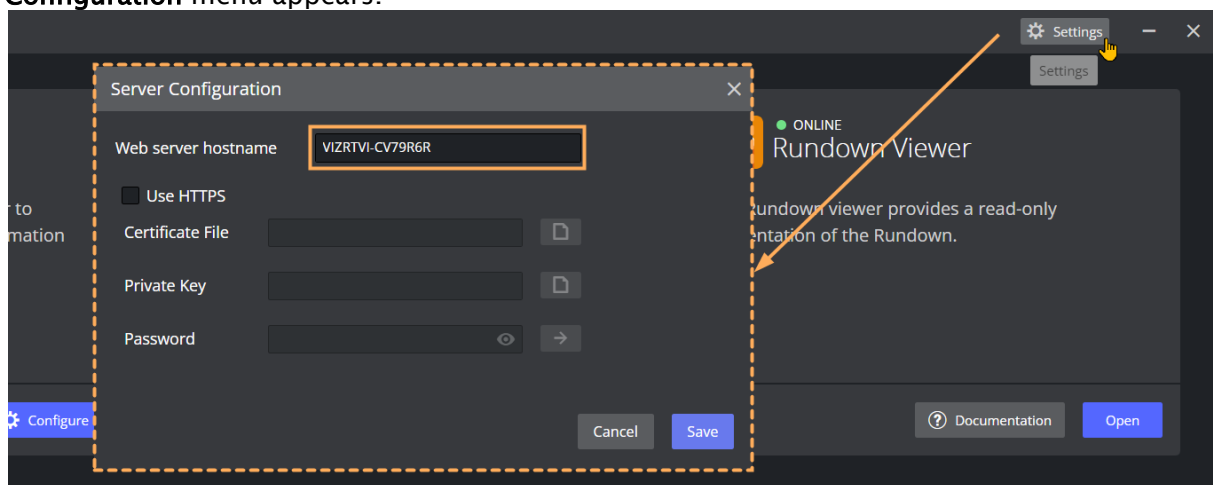 Configuration menu appears.
Settings
Settings
Server Configuration
ONLINE
Rundown Viewer
Web server hostname VIZRTVI-CV79R6R
Use HTTPS
to
mation
Certificate File
undown viewer provides a read-only
entation of the Rundown.
Private Key
Password
Configure
Cancel Save
Documentation Open